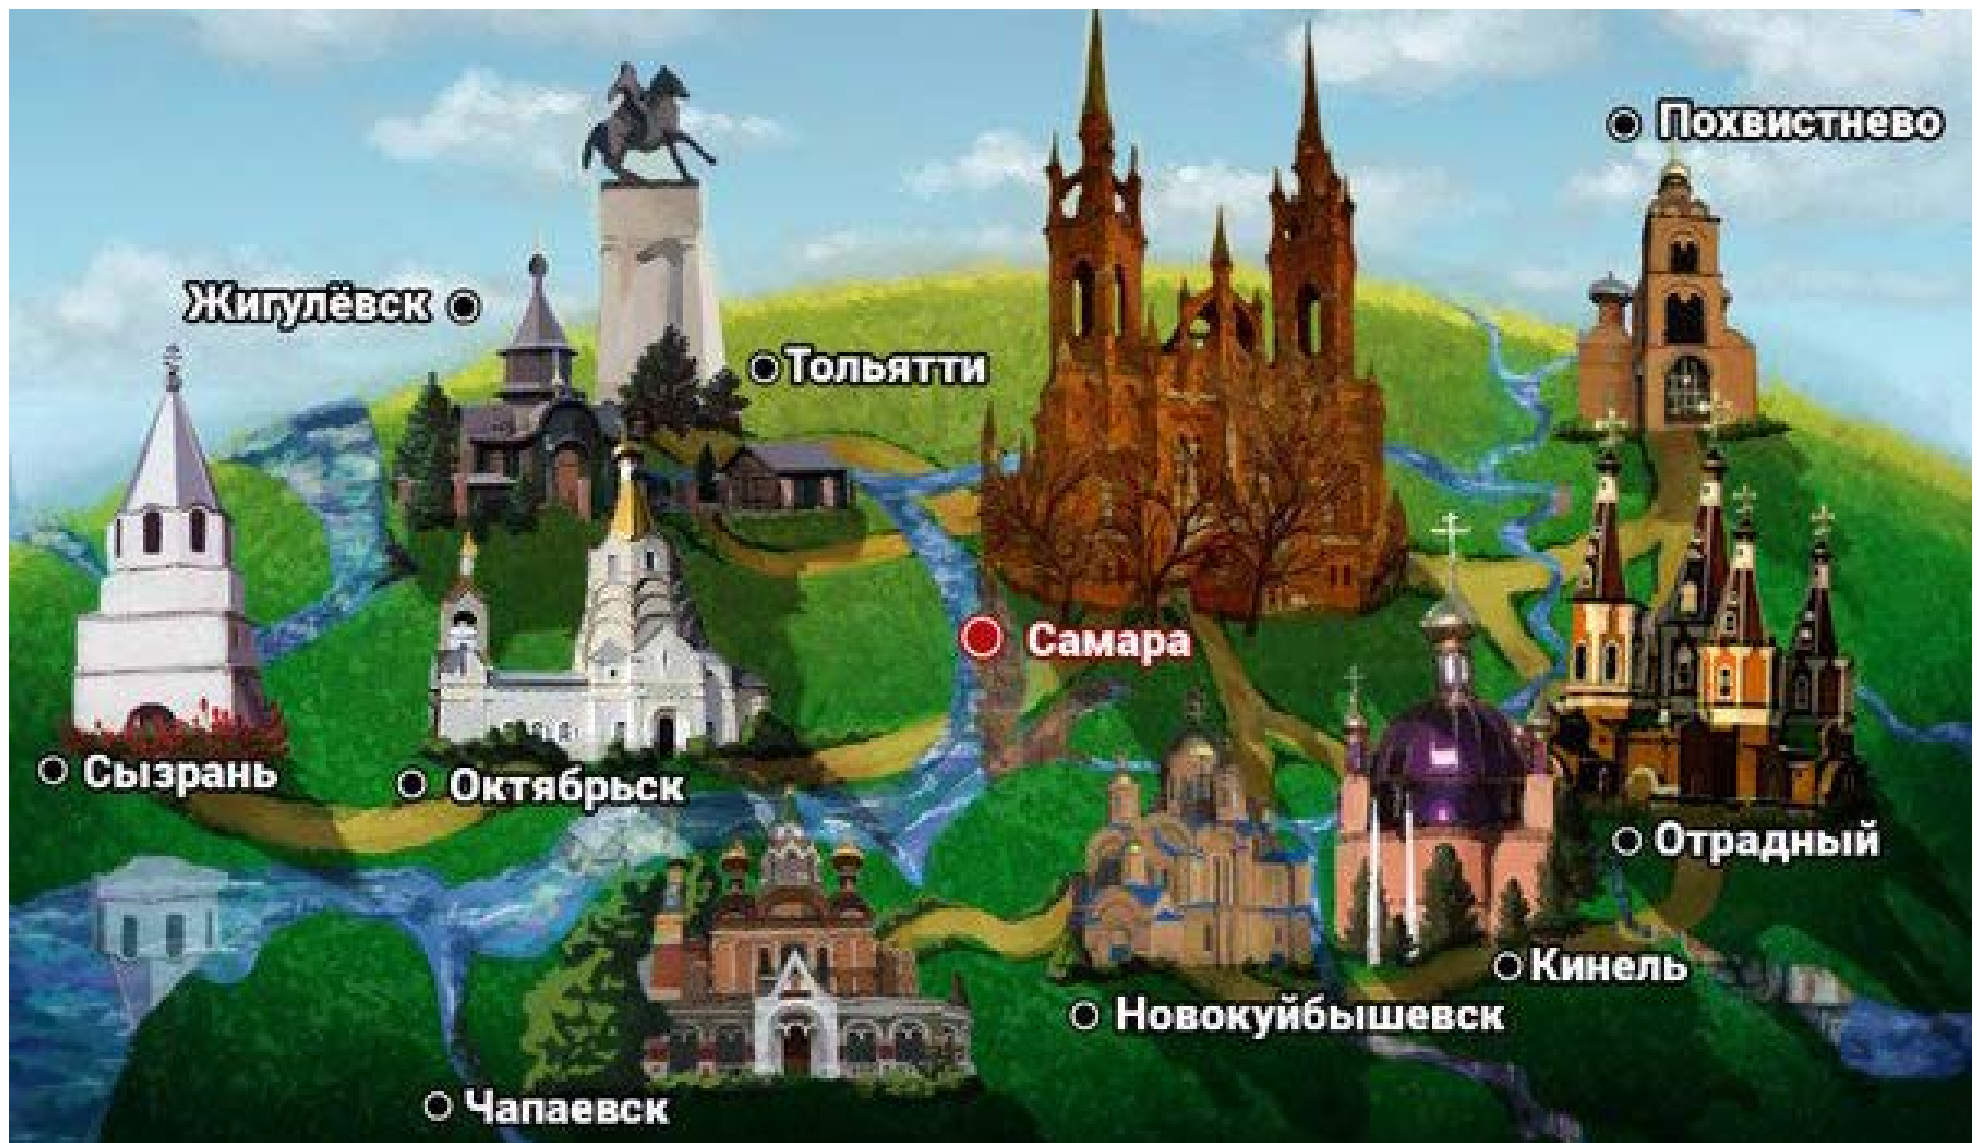 Похвистнево
Жигулёвск
Тольятти
Самара
Сызрань
Октябрьск
Отрадный
Кинель
Новокуйбышевск
Чапаевск